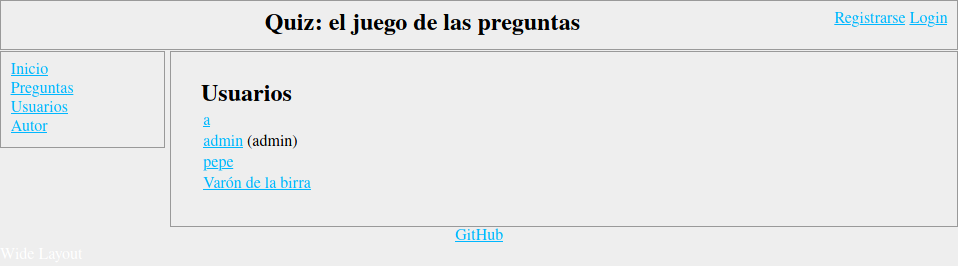 Quiz: el juego de las preguntas
Registrarse Login
Inicio
Preguntas
Usuarios
Autor
Usuarios
a
admin (admin)
pepe
Varón de la birra
GitHub
Wide Layout